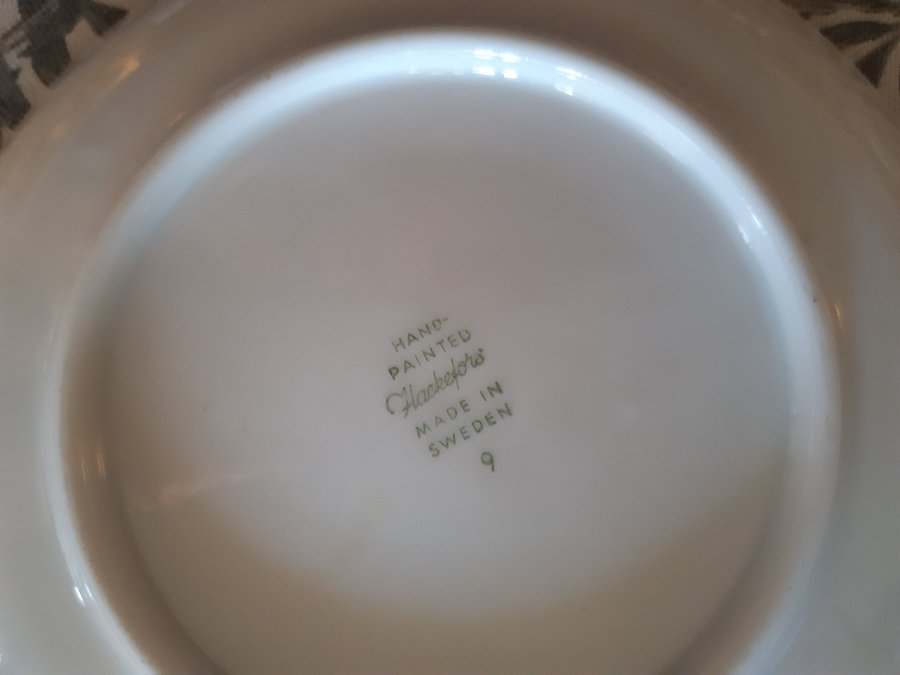 HAND-
PAINTED
Hackefors
MADE IN
SWEDEN
9